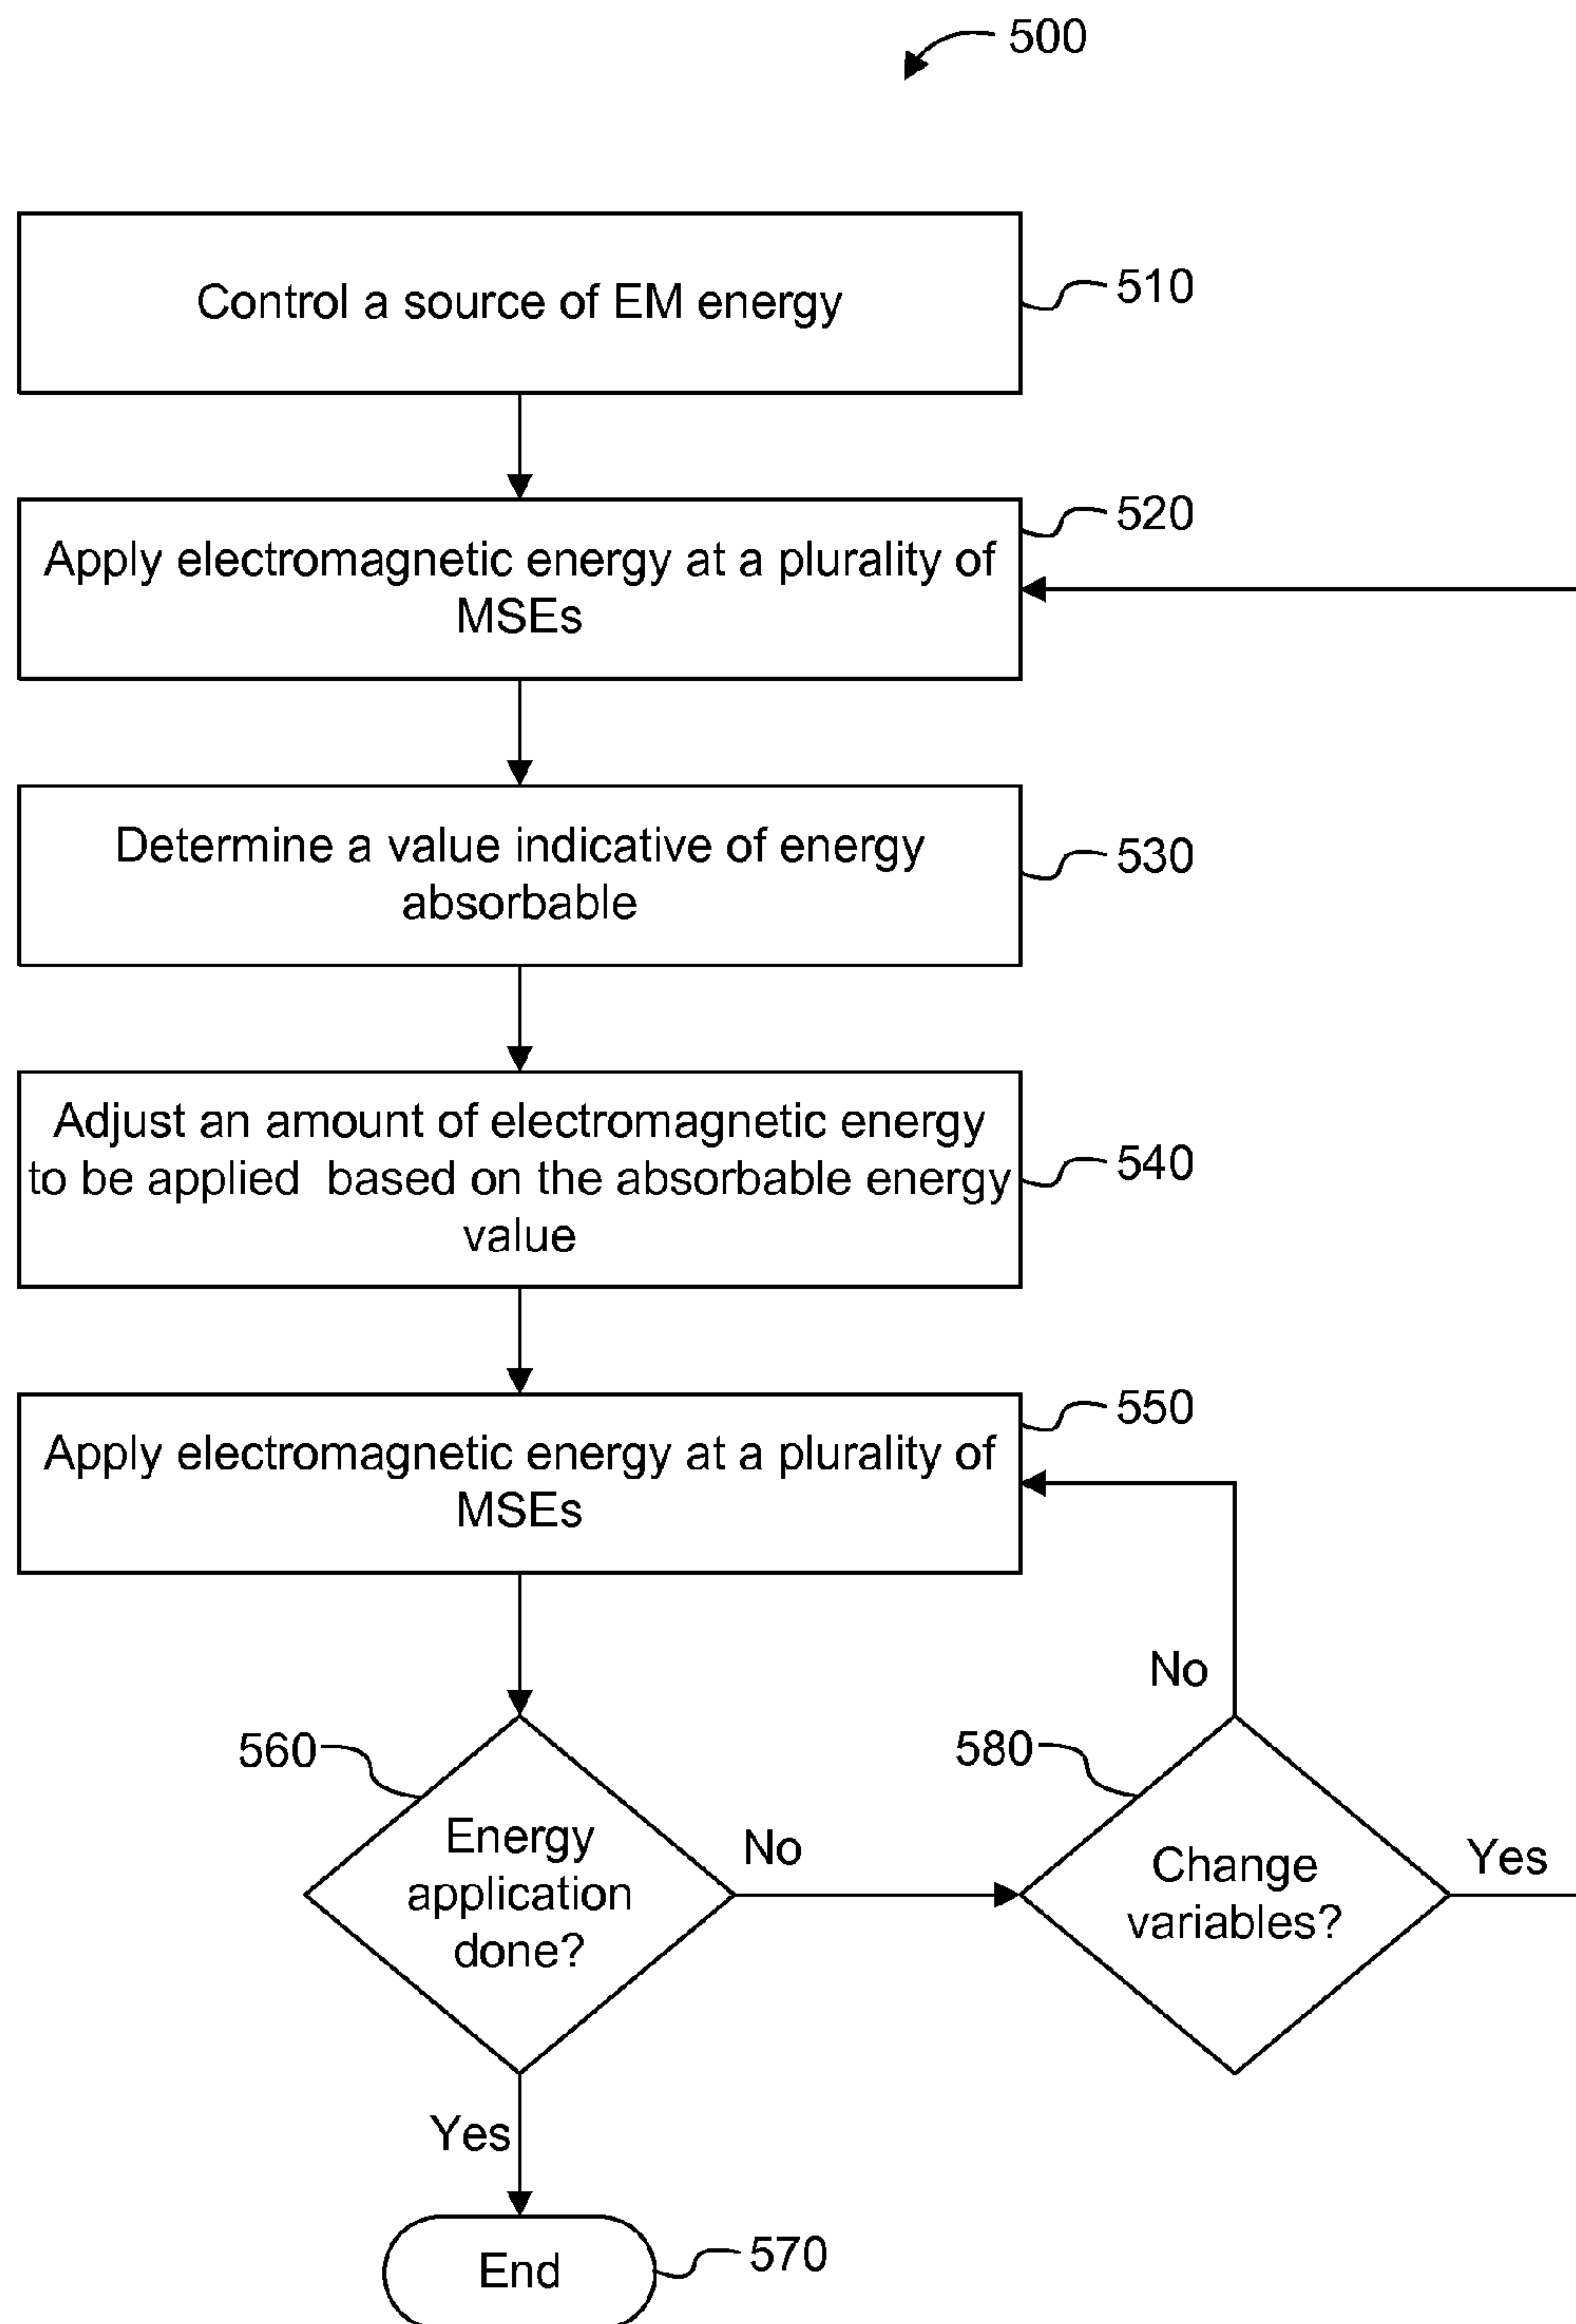 500
Control a source of EM energy
510
Apply electromagnetic energy at a plurality of
MSEs
520
Determine a value indicative of energy
absorbable
530
Adjust an amount of electromagnetic energy
to be applied  based on the absorbable energy
value
540
Apply electromagnetic energy at a plurality of
MSEs
550
560
Energy
application
done?
No
580
Change
variables?
No
Yes
Yes
End
570